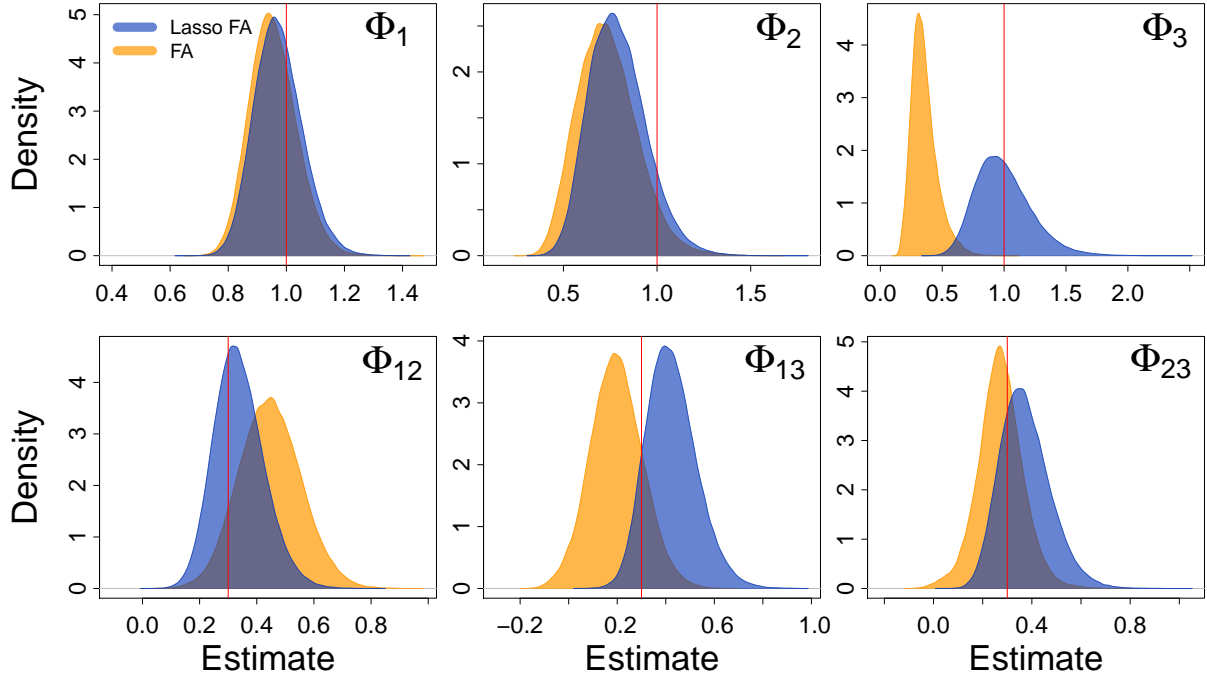 Lasso FA
FA
Φ1
Φ2
Φ3
Density
0 1 2 3 4 5
0 1 2
0 1 2 3 4
0.4 0.6 0.8 1.0 1.2 1.4
0.5 1.0 1.5
0.0 0.5 1.0 1.5 2.0
Φ12
Φ13
Φ23
Density
0 1 2 3 4
0 1 2 3 4
0 1 2 3 4 5
0.0 0.2 0.4 0.6 0.8
−0.2 0.2 0.6 1.0
0.0 0.4 0.8
Estimate
Estimate
Estimate